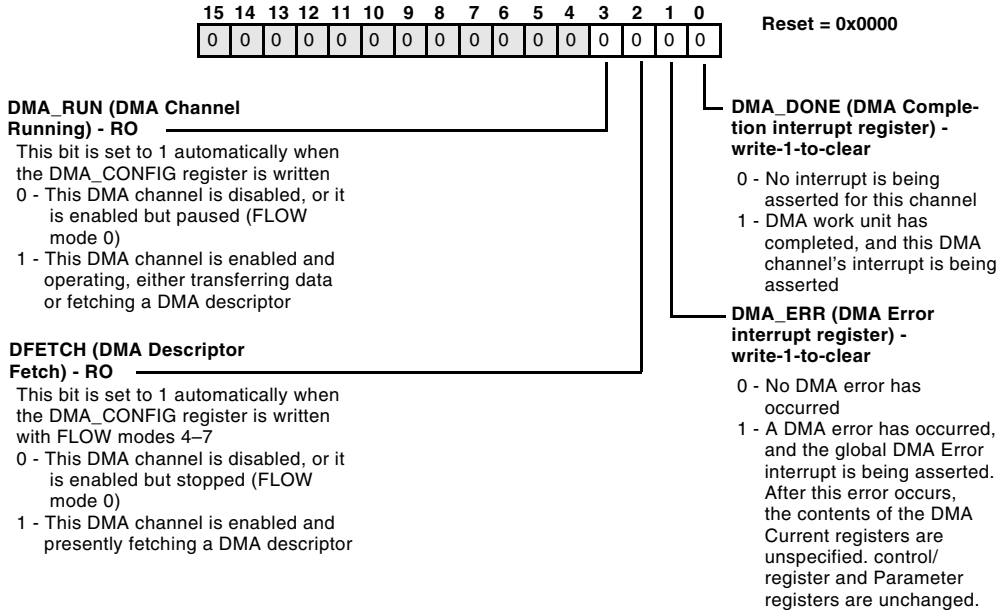 15 14 13 12 11 10 9 8 7 6 5 4 3 2 1 0
0 0 0 0 0 0 0 0 0 0 0 0 0 0 0 0
Reset = 0x0000
DMA_RUN (DMA Channel
Running) - RO
This bit is set to 1 automatically when
the DMA_CONFIG register is written
0 - This DMA channel is disabled, or it
is enabled but paused (FLOW
mode 0)
1 - This DMA channel is enabled and
operating, either transferring data
or fetching a DMA descriptor
DFETCH (DMA Descriptor
Fetch) - RO
This bit is set to 1 automatically when
the DMA_CONFIG register is written
with FLOW modes 4–7
0 - This DMA channel is disabled, or it
is enabled but stopped (FLOW
mode 0)
1 - This DMA channel is enabled and
presently fetching a DMA descriptor
DMA_DONE (DMA Comple-
tion interrupt register) -
write-1-to-clear
0 - No interrupt is being
asserted for this channel
1 - DMA work unit has
completed, and this DMA
channel's interrupt is being
asserted
DMA_ERR (DMA Error
interrupt register) -
write-1-to-clear
0 - No DMA error has
occurred
1 - A DMA error has occurred,
and the global DMA Error
interrupt is being asserted.
After this error occurs,
the contents of the DMA
Current registers are
unspecified. control/
register and Parameter
registers are unchanged.